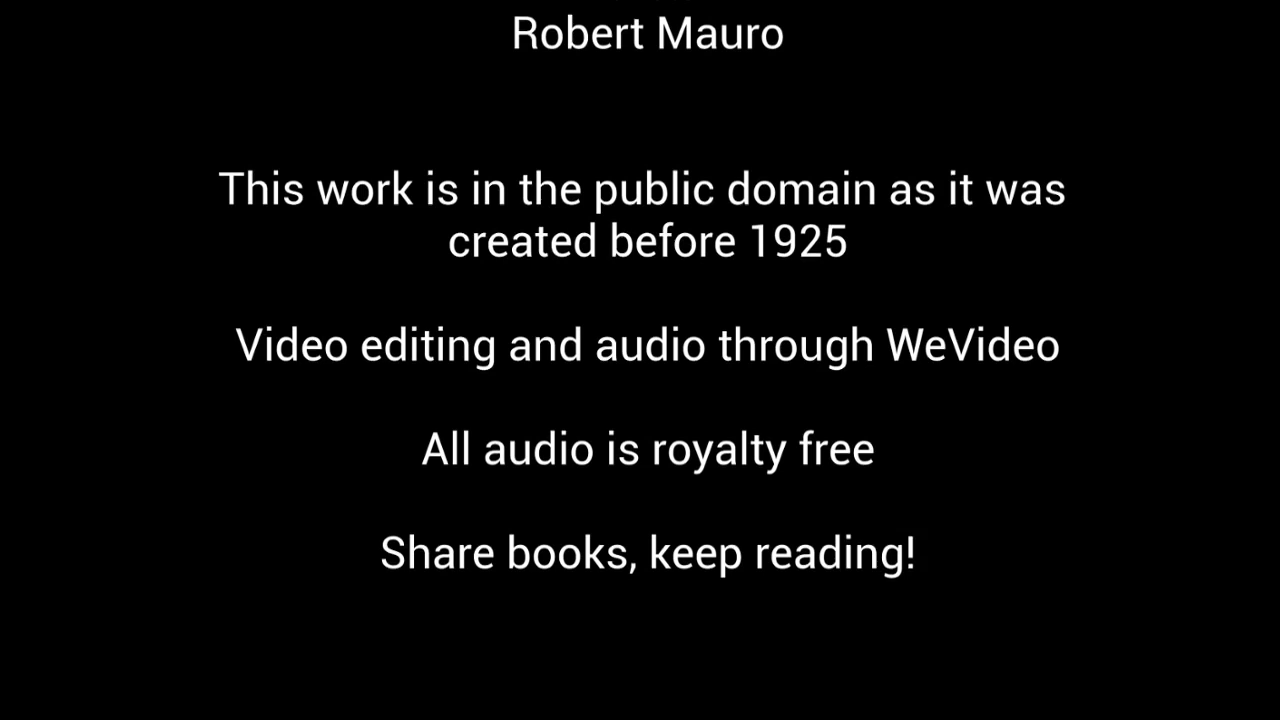 Robert Mauro
This work is in the public domain as it was
created before 1925
Video editing and audio through WeVideo
All audio is royalty free
Share books, keep reading!